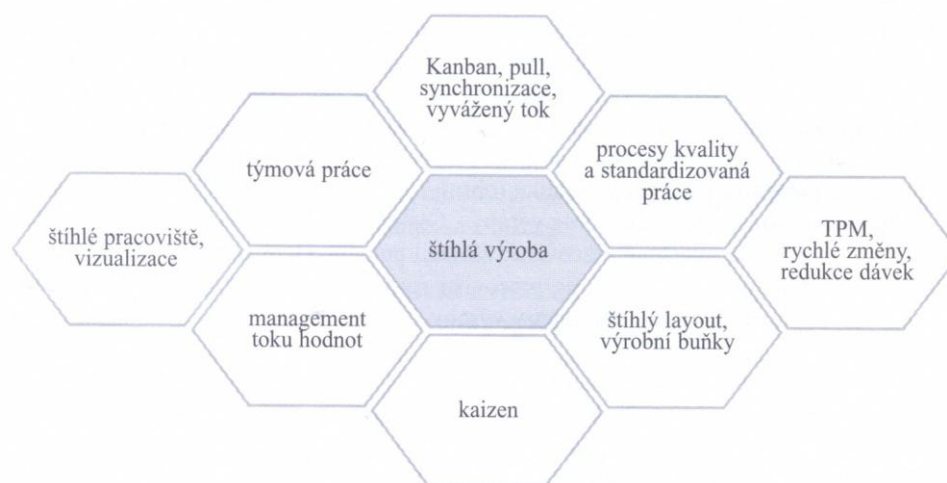 Kanban, pull,
synchronizace,
vyvážený tok
týmová práce
procesy kvality
a standardizovaná
práce
štíhlé pracoviště,
vizualizace
štíhlá výroba
TPM,
rychlé změny,
redukce dávek
management
toku hodnot
štíhlý layout,
výrobní buňky
kaizen